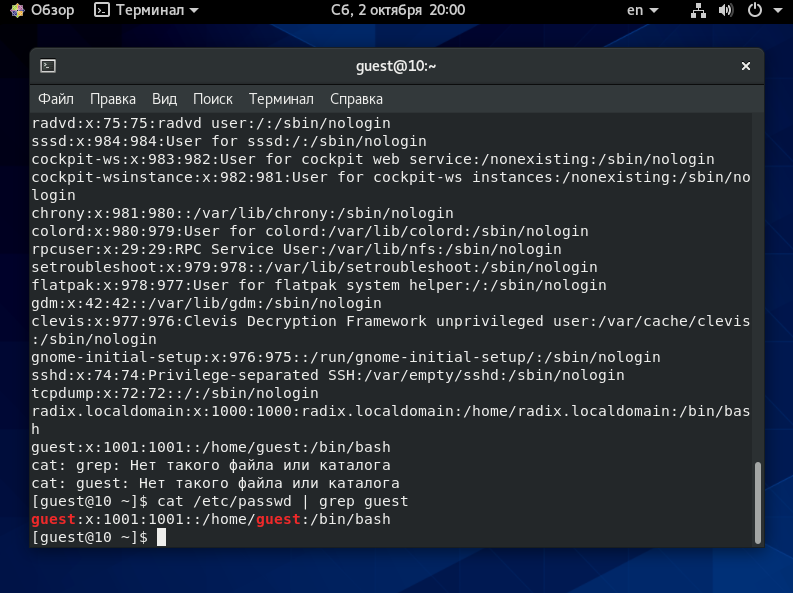 Обзор Терминал Сб, 2 октября 20:00 en
guest@10:~
Файл Правка Вид Поиск Терминал Справка
radvd:x:75:75:radvd user:/:/sbin/nologin
sssd:x:984:984:User for sssd:/:/sbin/nologin
cockpit-ws:x:983:982:User for cockpit web service:/nonexisting:/sbin/nologin
cockpit-wsinstance:x:982:981:User for cockpit-ws instances:/nonexisting:/sbin/no
login
chrony:x:981:980::/var/lib/chrony:/sbin/nologin
colord:x:980:979:User for colord:/var/lib/colord:/sbin/nologin
rpcuser:x:29:29:RPC Service User:/var/lib/nfs:/sbin/nologin
setroubleshoot:x:979:978::/var/lib/setroubleshoot:/sbin/nologin
flatpak:x:978:977:User for flatpak system helper:/:/sbin/nologin
gdm:x:42:42::/var/lib/gdm:/sbin/nologin
clevis:x:977:976:Clevis Decryption Framework unprivileged user:/var/cache/clevis
:/sbin/nologin
gnome-initial-setup:x:976:975::/run/gnome-initial-setup/:/sbin/nologin
sshd:x:74:74:Privilege-separated SSH:/var/empty/sshd:/sbin/nologin
tcpdump:x:72:72::/:/sbin/nologin
radix.localdomain:x:1000:1000:radix.localdomain:/home/radix.localdomain:/bin/bas
h
guest:x:1001:1001::/home/guest:/bin/bash
cat: grep: Нет такого файла или каталога
cat: guest: Нет такого файла или каталога
[guest@10 ~]$ cat /etc/passwd | grep guest
guest:x:1001:1001::/home/guest:/bin/bash
[guest@10 ~]$